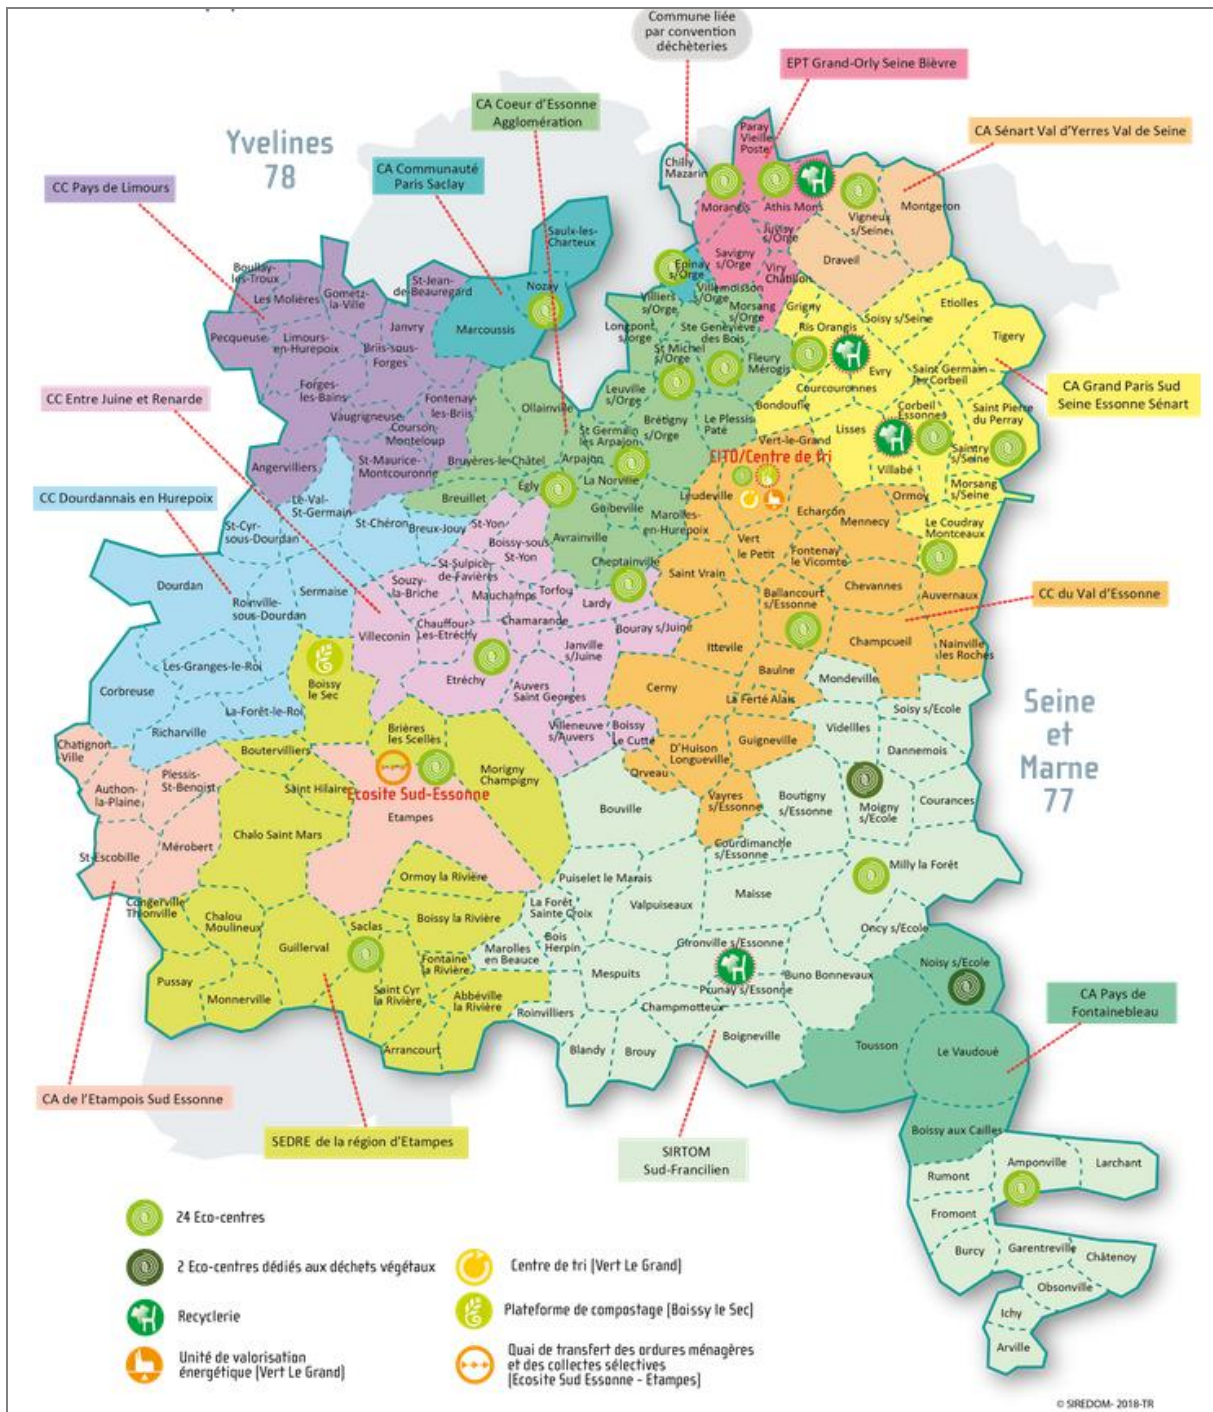 Commune liée
par convention
déchèteries
EPT Grand-Orly Seine Bièvre
CA Coeur d'Essonne
Agglomération
CA Sénart Val d'Yerres Val de Seine
Yvelines
78
CA Communauté
Paris Saclay
CC Pays de Limours
Paray
Vieille-
Poste
Chilly
Mazarin
Morangis
Athis Mons
Vigneux
s/Seine
Montgeron
Juvisy
s/Orge
Saulx-les-
Charteux
Savigny
s/Orge
Draveil
Epinay
s/Orge
Viry
Châtillon
Boullay-
les-Troux
St-Jean-
de-Beauregard
Nozay
Villemoisson
s/Orge
Villiers
s/Orge
Les Molières
Gometz-
la-Ville
Morsang
s/Orge
Grigny
Etiolles
Soisy s/Seine
Pecqueuse
Limours-
en-Hurepoix
Janvry
Briis-sous-
Forges
Marcoussis
Longpont
s/orge
Ste Geneviève
des Bois
Ris Orangis
Tigery
St Michel
s/Orge
Fleury
Mérogis
Evry
Saint Germain
les Corbeil
CA Grand Paris Sud
Seine Essonne Sénart
Forges-
les-Bains
Fontenay-
les-Briis
Leuville
s/Orge
Courcouronnes
Bondoufle
Corbeil
Essonnes
Saint Pierre
du Perray
CC Entre Juine et Renarde
Vaugrigneuse
Courson-
Monteloup
Ollainville
Brétigny
s/Orge
Le Plessis
Paté
Lisses
St Germain
lès Arpajon
Vert-le-Grand
CITD/Centre de tri
Saintry
s/Seine
Angervilliers
St-Maurice-
Montcouronne
Bruyères-le-Châtel
Arpajon
Villabé
Morsang
s/Seine
CC Dourdannais en Hurepoix
Le-Val-
St-Germain
Breuillet
Egly
La Norville
Leudeville
Ormoy
St-Cyr-
sous-Dourdan
St-Chéron
Breux-Jouy
St-Yon
Guibeville
Marolles-
en-Hurepoix
Echarcon
Mennecy
Le Coudray
Montceaux
Boissy-sous-
St-Yon
Avrainville
Vert
le Petit
Fontenay
le Vicomte
St-Sulpice-
de-Favières
Cheptainville
Dourdan
Sermaise
Souzy-
la-Briche
Mauchamps
Torfou
Saint Vrain
Ballancourt
s/Essonne
Chevannes
Auvernaux
CC du Val d'Essonne
Roinville-
sous-Dourdan
Lardy
Villeconin
Chauffour
Les-Etréchy
Chamarande
Bouray s/Juine
Champcueil
Nainville
les Roches
Janville
s/Juine
Itteville
Les-Granges-le-Roi
Baulne
Mondeville
Corbreuse
Boissy
le Sec
Etréchy
Auvers
Saint Georges
Cerny
La Ferté Alais
Soisy s/Ecole
La-Forêt-le-Roi
Richarville
Brières
les Scellés
Villeneuve
s/Auvers
Boissy
Le Cutté
Videlles
Seine
et
Marne
77
Chatignon
Ville
Boutervilliers
D'Huison
Longueville
Guigneville
Dannemois
Plessis-
St-Benoist
Morigny
Champigny
Orveau
Authon-
la-Plaine
Saint Hilaire
Ecosite Sud-Essonne
Vayres
s/Essonne
Boutigny
s/Essonne
Moigny
s/Ecole
Courances
Etampes
Bouville
Chalo Saint Mars
Mérobert
St-Escobille
Courdimanche
s/Essonne
Milly la Forêt
Ormoy la Rivière
Puiselet le Marais
Maisse
Congerville
Thionville
Chalou
Moulineux
Saclas
Boissy la Rivière
La Forêt
Sainte Croix
Valpuiseaux
Oncy s/Ecole
Guillerval
Bois
Herpin
Marolles
en Beauce
Gironville s/Essonne
Fontaine
la Rivière
Noisy s/Ecole
Pussay
Monnerville
Saint Cyr
la Rivière
Abbéville
la Rivière
Mespuits
Prunay s/Essonne
Buno Bonnevaux
CA Pays de
Fontainebleau
Roinvilliers
Champmotteux
Boigneville
Arrancourt
Blandy
Brouy
Tousson
Le Vaudoué
CA de l'Etampois Sud Essonne
SEDRE de la région d'Etampes
SIRTOM
Sud-Francilien
Boissy aux Cailles
Rumont
Amponville
Larchant
Fromont
Burcy
Garentreville
Châtenoy
Obsonville
Ichy
Arville
24 Eco-centres
2 Eco-centres dédiés aux déchets végétaux
Recyclerie
Unité de valorisation
énergétique (Vert Le Grand)
Centre de tri (Vert Le Grand)
Plateforme de compostage (Boissy le Sec)
Quai de transfert des ordures ménagères
et des collectes sélectives
(Ecosite Sud Essonne - Etampes)
© SIREDOM- 2018-TR